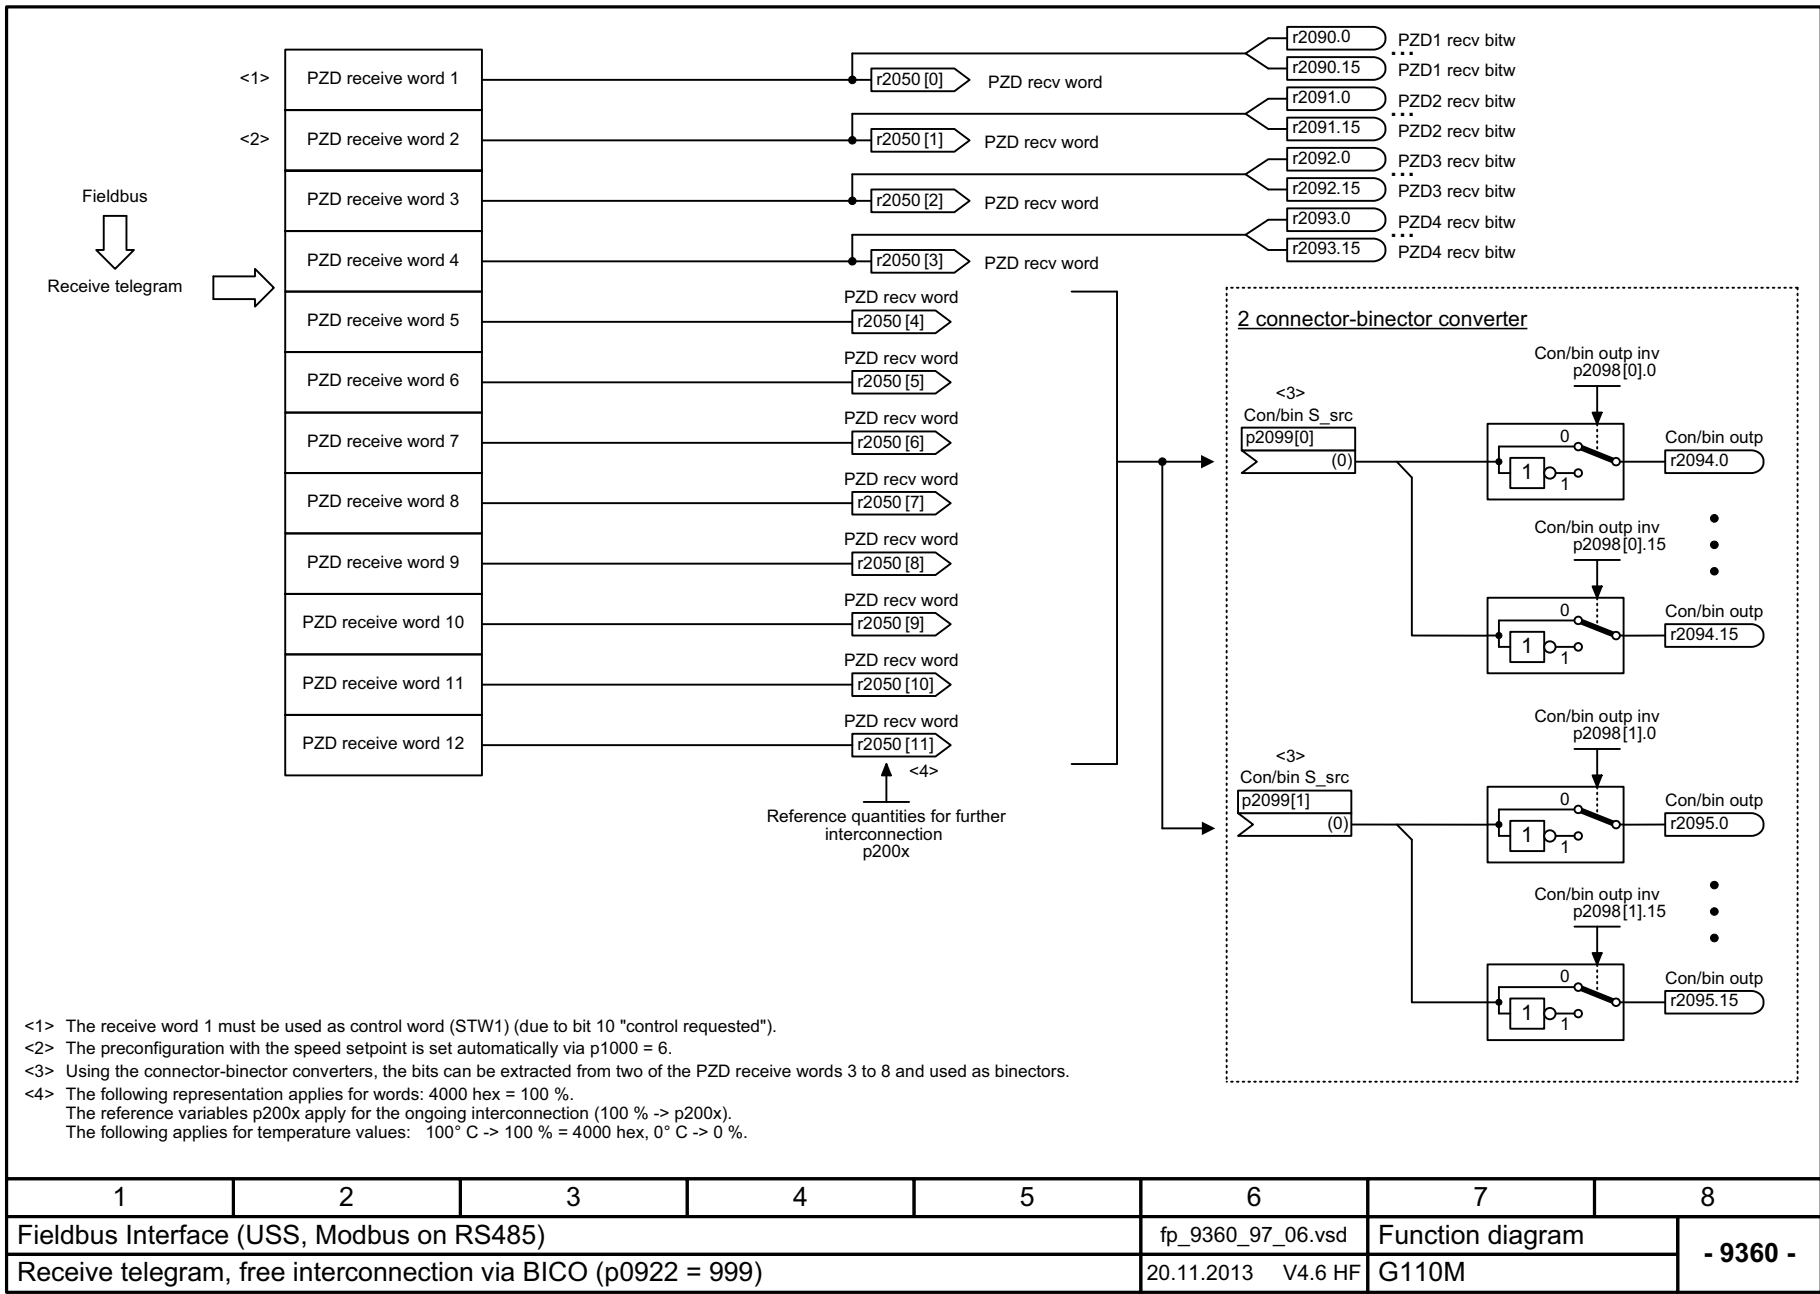 <1>
PZD receive word 1
r2050 [0]
PZD recv word
r2090.0
PZD1 recv bitw
...
r2090.15
PZD1 recv bitw
<2>
PZD receive word 2
r2050 [1]
PZD recv word
r2091.0
PZD2 recv bitw
...
r2091.15
PZD2 recv bitw
PZD receive word 3
r2050 [2]
PZD recv word
r2092.0
PZD3 recv bitw
...
r2092.15
PZD3 recv bitw
PZD receive word 4
r2050 [3]
PZD recv word
r2093.0
PZD4 recv bitw
...
r2093.15
PZD4 recv bitw
Fieldbus
Receive telegram
PZD receive word 5
PZD recv word
r2050 [4]
PZD receive word 6
PZD recv word
r2050 [5]
PZD receive word 7
PZD recv word
r2050 [6]
PZD receive word 8
PZD recv word
r2050 [7]
PZD receive word 9
PZD recv word
r2050 [8]
PZD receive word 10
PZD recv word
r2050 [9]
PZD receive word 11
PZD recv word
r2050 [10]
PZD receive word 12
PZD recv word
r2050 [11]
<4>
Reference quantities for further
interconnection
p200x
2 connector-binector converter
<3>
Con/bin S_src
p2099[0]
(0)
Con/bin outp inv
p2098[0].0
0
1
1
Con/bin outp
r2094.0
Con/bin outp inv
p2098[0].15
0
1
1
Con/bin outp
r2094.15
<3>
Con/bin S_src
p2099[1]
(0)
Con/bin outp inv
p2098[1].0
0
1
1
Con/bin outp
r2095.0
Con/bin outp inv
p2098[1].15
0
1
1
Con/bin outp
r2095.15
<1> The receive word 1 must be used as control word (STW1) (due to bit 10 "control requested").
<2> The preconfiguration with the speed setpoint is set automatically via p1000 = 6.
<3> Using the connector-binector converters, the bits can be extracted from two of the PZD receive words 3 to 8 and used as binectors.
<4> The following representation applies for words: 4000 hex = 100 %.
The reference variables p200x apply for the ongoing interconnection (100 % -> p200x).
The following applies for temperature values: 100° C -> 100 % = 4000 hex, 0° C -> 0 %.
1 2 3 4 5 6 7 8
Fieldbus Interface (USS, Modbus on RS485)
fp_9360_97_06.vsd
Function diagram
- 9360 -
Receive telegram, free interconnection via BICO (p0922 = 999)
20.11.2013 V4.6 HF
G110M